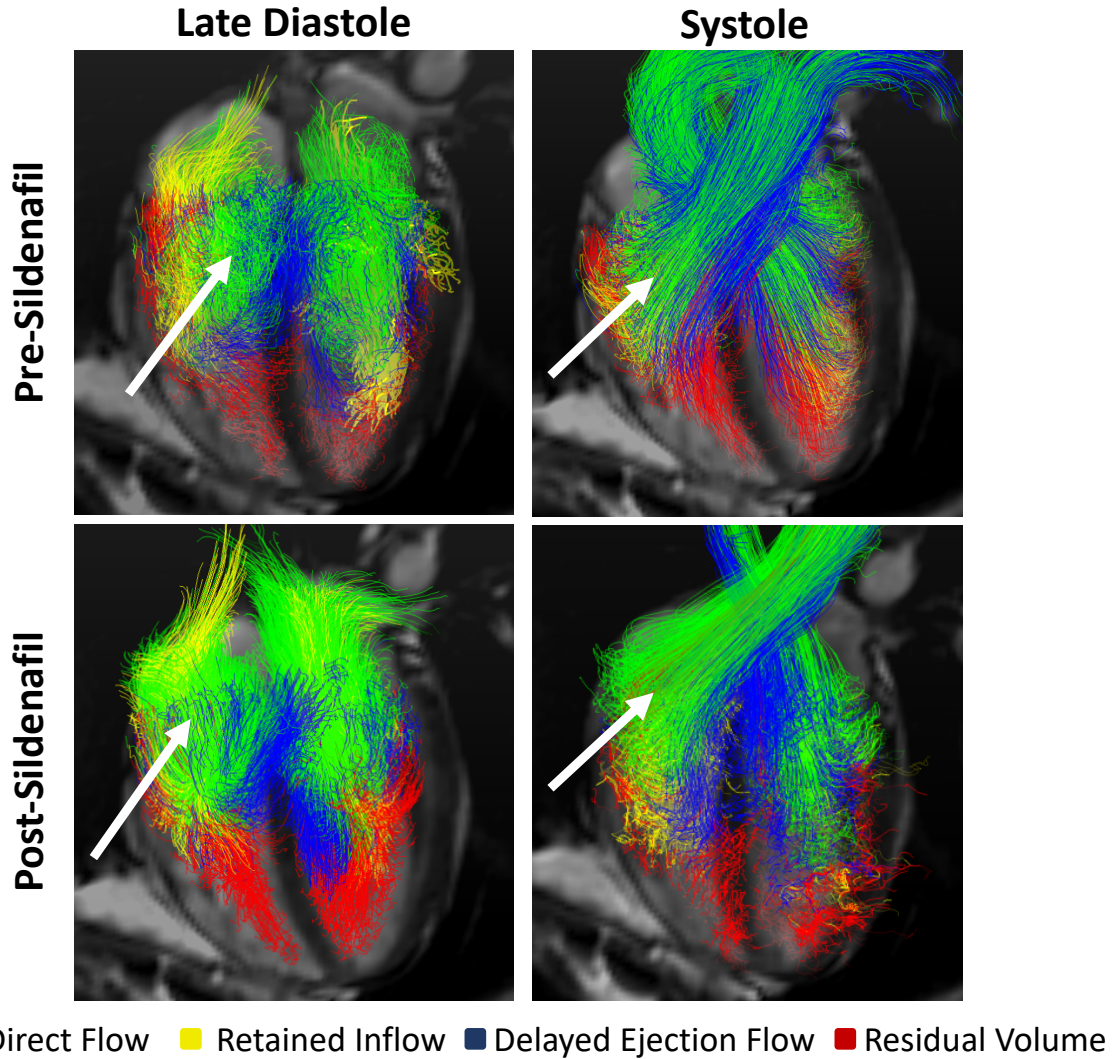 Late Diastole Systole
Pre-Sildenafil
Post-Sildenafil
Direct Flow Retained Inflow Delayed Ejection Flow Residual Volume